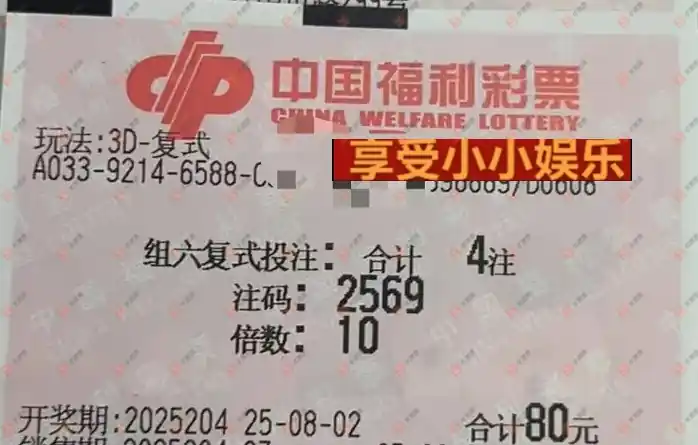 中国福利彩票
CHINA WELFARE LOTTERY
玩法:3D-复式
享受小小娱乐
A033-9214-6588-
/D0808
组六复式投注: 合计 4注
注码: 2569
倍数: 10
开奖期:2025204 25-08-02 合计80元